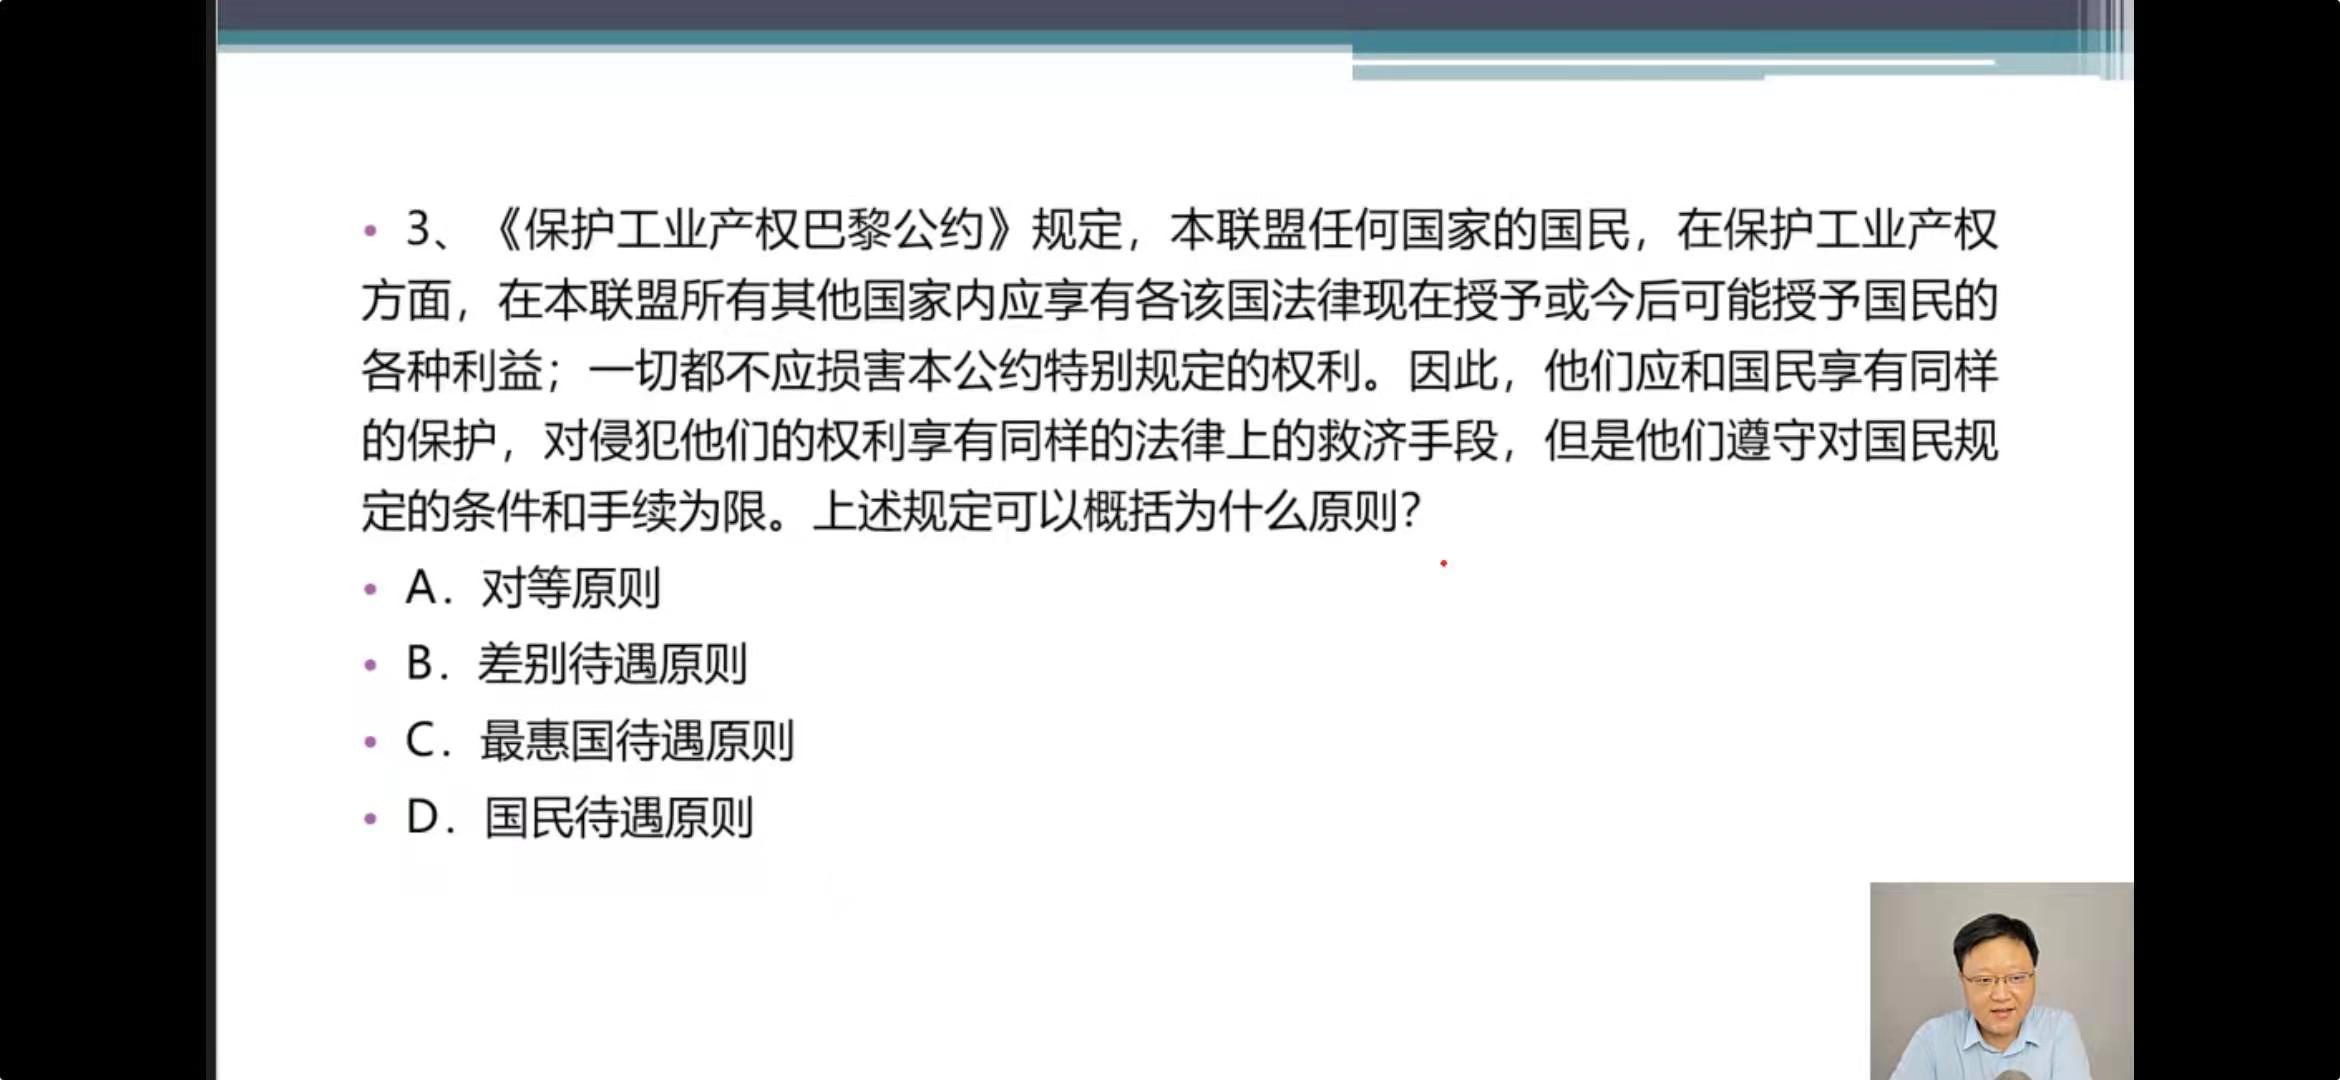 • 3、《保护工业产权巴黎公约》规定，本联盟任何国家的国民，在保护工业产权
方面，在本联盟所有其他国家内应享有各该国法律现在授予或今后可能授予国民的
各种利益；一切都不应损害本公约特别规定的权利。因此，他们应和国民享有同样
的保护，对侵犯他们的权利享有同样的法律上的救济手段，但是他们遵守对国民规
定的条件和手续为限。上述规定可以概括为什么原则？
• A．对等原则
• B．差别待遇原则
• C．最惠国待遇原则
• D．国民待遇原则